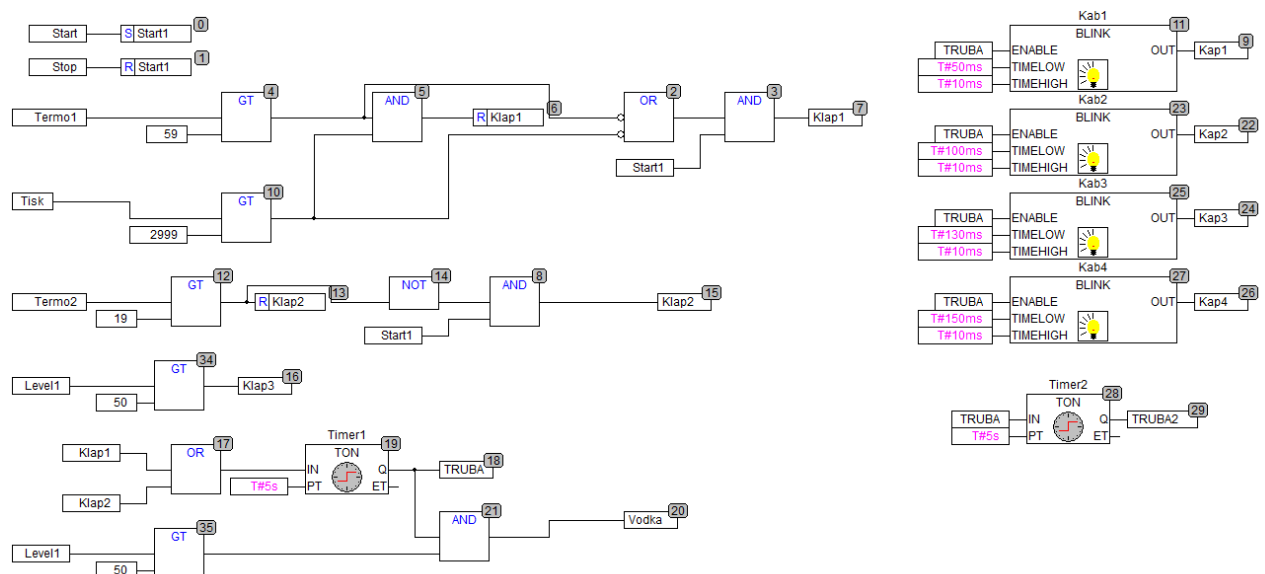 Start S Start1 0
Stop R Start1 1
GT 4
Termo1
59
AND 5
R Klap1 6
OR 2
AND 3
Start1
Klap1 7
Tisk
GT 10
2999
Termo2
GT 12
19
R Klap2 13
NOT 14
AND 8
Start1
Klap2 15
Level1
GT 34
50
Klap3 16
Klap1
OR 17
Klap2
Timer1
TON 19
IN Q
T#5s PT ET
TRUBA 18
AND 21
Vodka 20
Level1
GT 35
50
Kab1 11
BLINK
TRUBA ENABLE OUT Kap1 9
T#50ms TIMELOW
T#10ms TIMEHIGH
Kab2 23
BLINK
TRUBA ENABLE OUT Kap2 22
T#100ms TIMELOW
T#10ms TIMEHIGH
Kab3 25
BLINK
TRUBA ENABLE OUT Kap3 24
T#130ms TIMELOW
T#10ms TIMEHIGH
Kab4 27
BLINK
TRUBA ENABLE OUT Kap4 26
T#150ms TIMELOW
T#10ms TIMEHIGH
Timer2 28
TON
TRUBA IN Q TRUBA2 29
T#5s PT ET